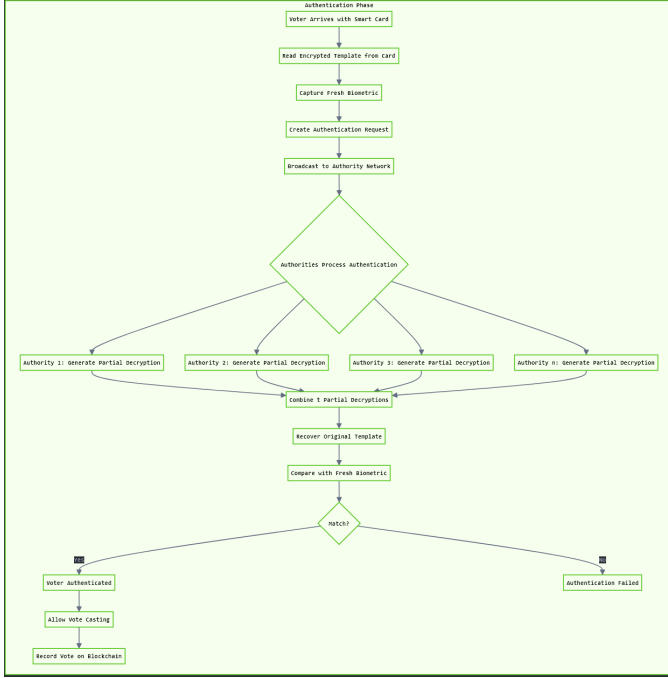 Authentication Phase
Voter Arrives with Smart Card
Read Encrypted Template from Card
Capture Fresh Biometric
Create Authentication Request
Broadcast to Authority Network
Authorities Process Authentication
Authority 1: Generate Partial Decryption
Authority 2: Generate Partial Decryption
Authority 3: Generate Partial Decryption
Authority n: Generate Partial Decryption
Combine t Partial Decryptions
Recover Original Template
Compare with Fresh Biometric
Match?
Yes
No
Voter Authenticated
Authentication Failed
Allow Vote Casting
Record Vote on Blockchain